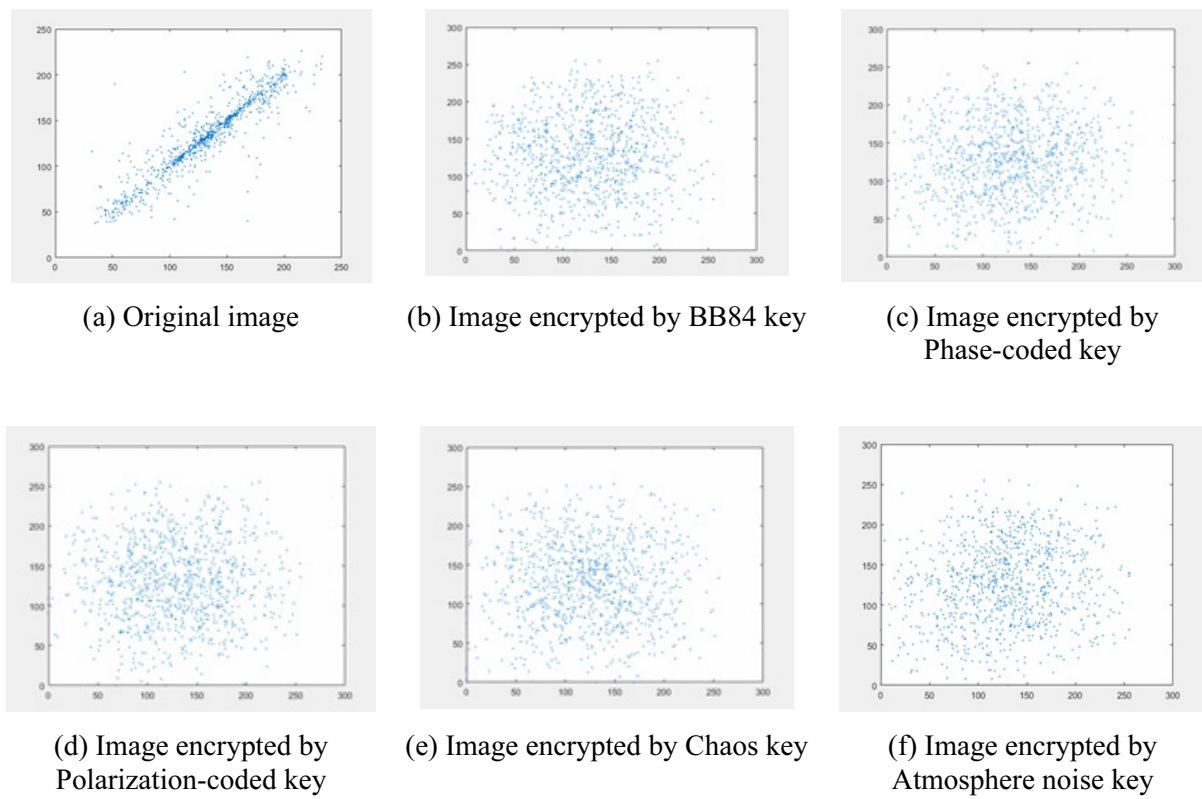 250
200
150
100
50
0
0 50 100 150 200 250
300
250
200
150
100
50
0
0 50 100 150 200 250 300
300
250
200
150
100
50
0
0 50 100 150 200 250 300
(a) Original image
(b) Image encrypted by BB84 key
(c) Image encrypted by
Phase-coded key
300
250
200
150
100
50
0
0 50 100 150 200 250 300
300
250
200
150
100
50
0
0 50 100 150 200 250 300
300
250
200
150
100
50
0
0 50 100 150 200 250 300
(d) Image encrypted by
Polarization-coded key
(e) Image encrypted by Chaos key
(f) Image encrypted by
Atmosphere noise key